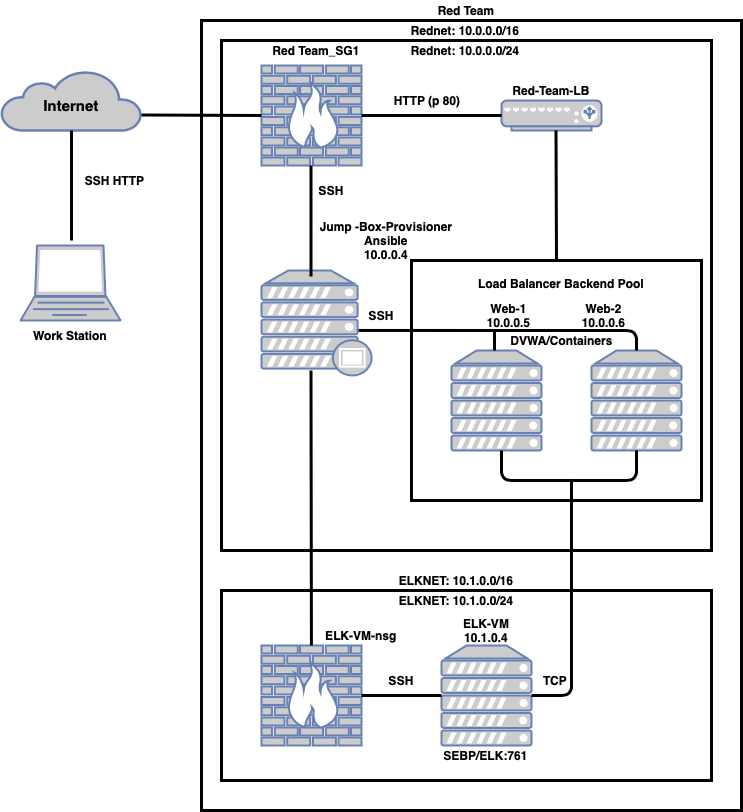 Red Team
Rednet: 10.0.0.0/16
Red Team_SG1
Rednet: 10.0.0.0/24
Internet
HTTP (p 80)
Red-Team-LB
SSH HTTP
SSH
Jump -Box-Provisioner
Ansible
10.0.0.4
Work Station
SSH
Load Balancer Backend Pool
Web-1
10.0.0.5
Web-2
10.0.0.6
DVWA/Containers
ELKNET: 10.1.0.0/16
ELKNET: 10.1.0.0/24
ELK-VM-nsg
ELK-VM
10.1.0.4
SSH
TCP
SEBP/ELK:761